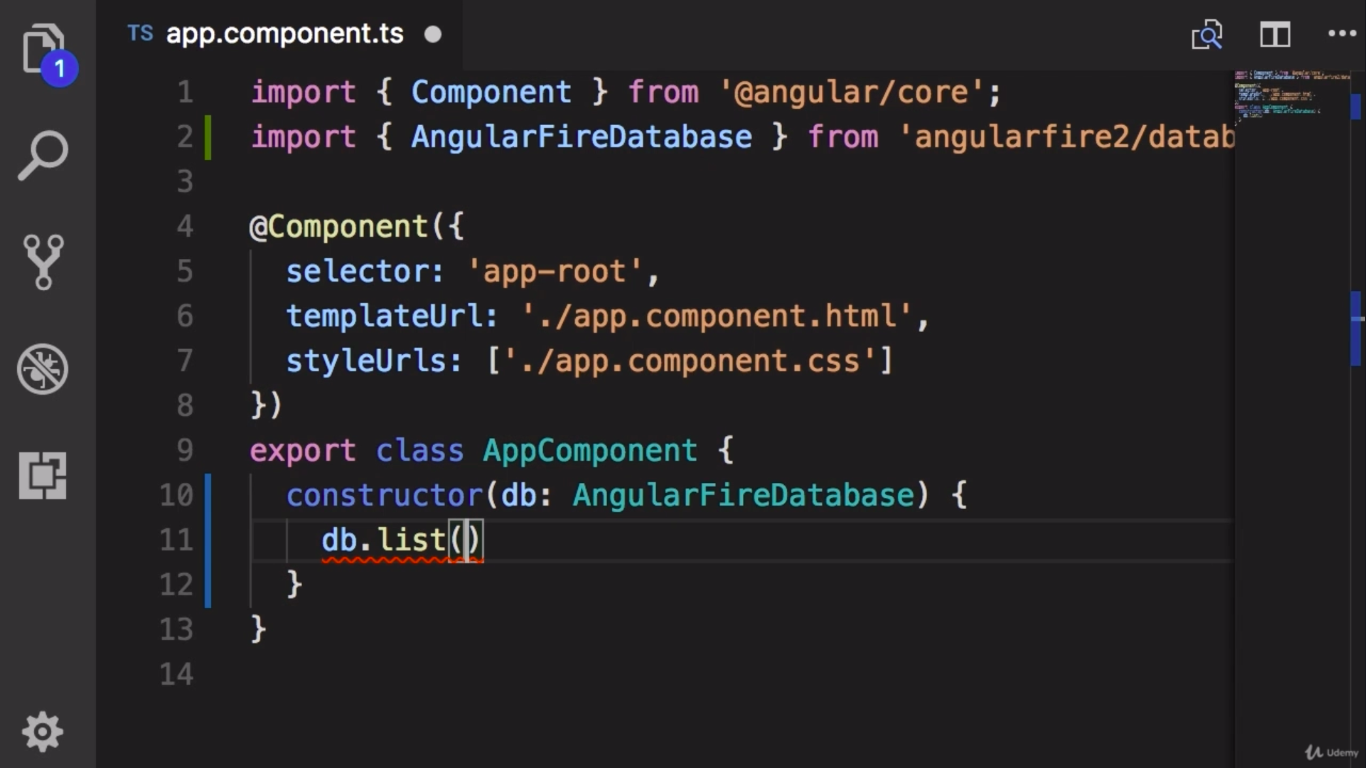 TS app.component.ts
1
1 import { Component } from '@angular/core';
2 import { AngularFireDatabase } from 'angularfire2/datab
3
4 @Component({
5 selector: 'app-root',
6 templateUrl: './app.component.html',
7 styleUrls: ['./app.component.css']
8 })
9 export class AppComponent {
10 constructor(db: AngularFireDatabase) {
11 db.list()
12 }
13 }
14
Udemy